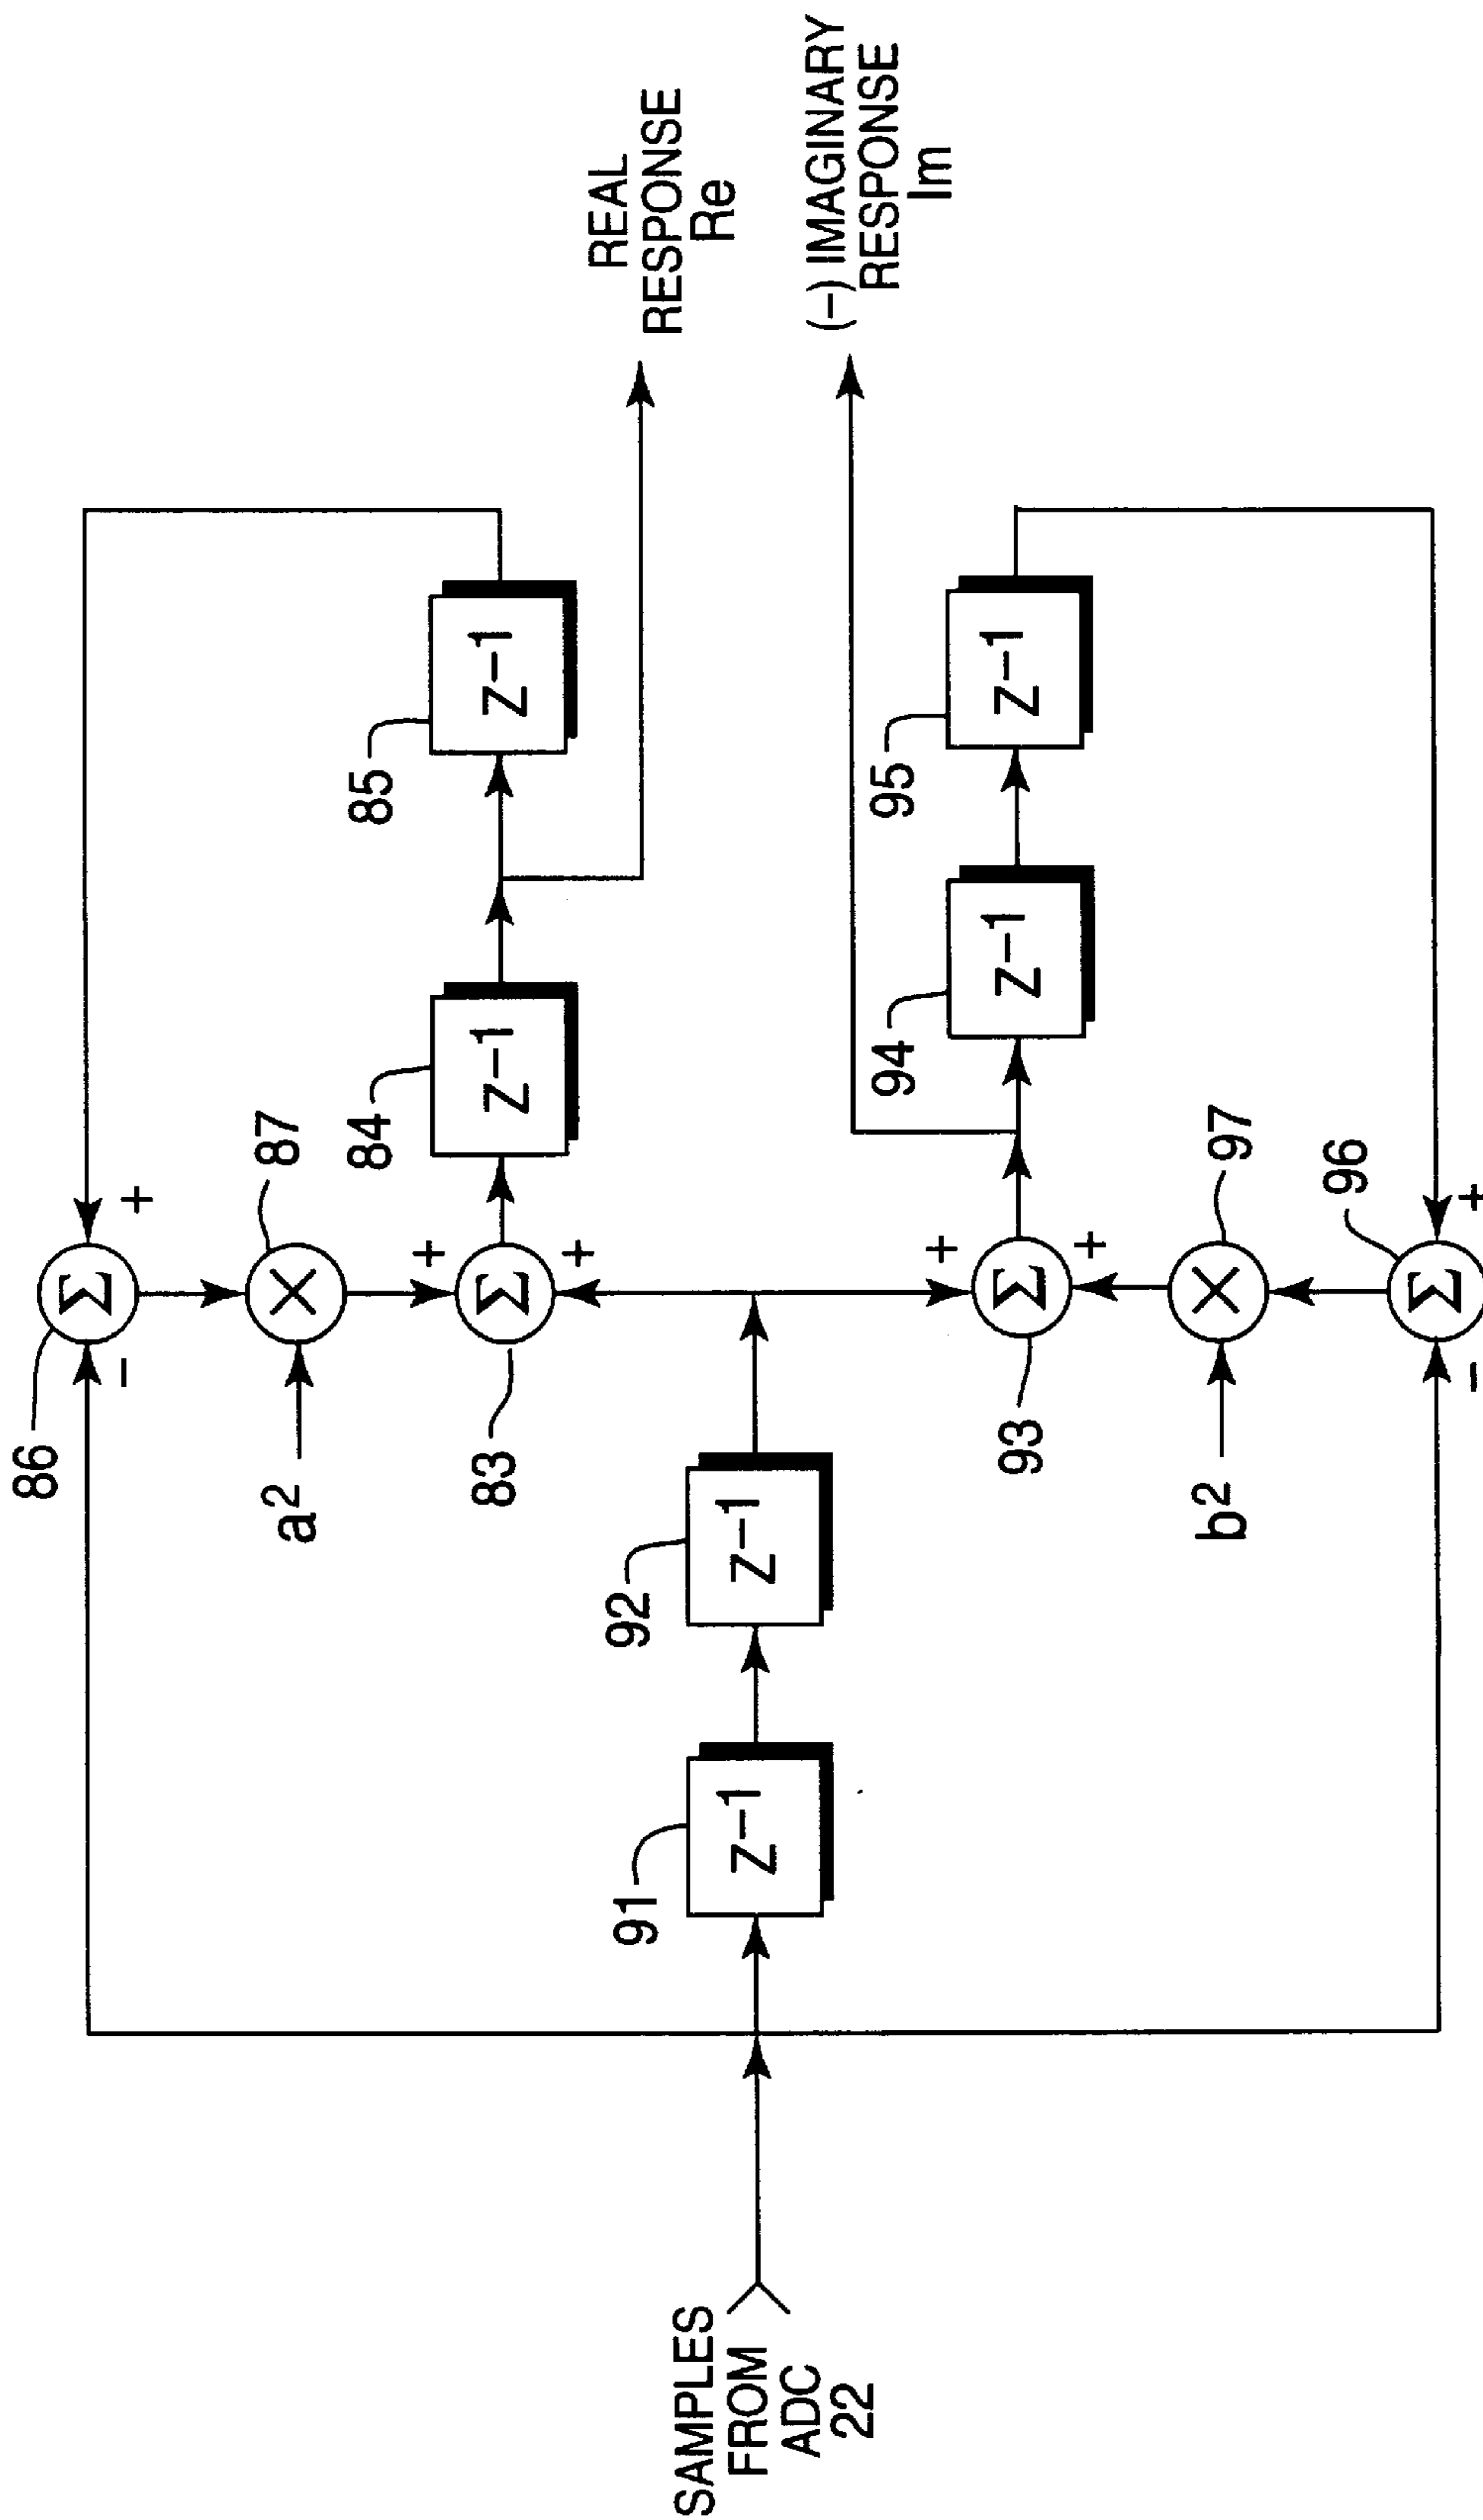 SAMPLES
FROM
ADC
22
86
+
−
87
a²
+
83
+
84
z⁻¹
85
z⁻¹
REAL
RESPONSE
Re
91
z⁻¹
92
z⁻¹
(−) IMAGINARY
RESPONSE
Im
+
93
+
94
z⁻¹
95
z⁻¹
97
b²
96
+
−
Σ
×
Σ
Σ
×
Σ